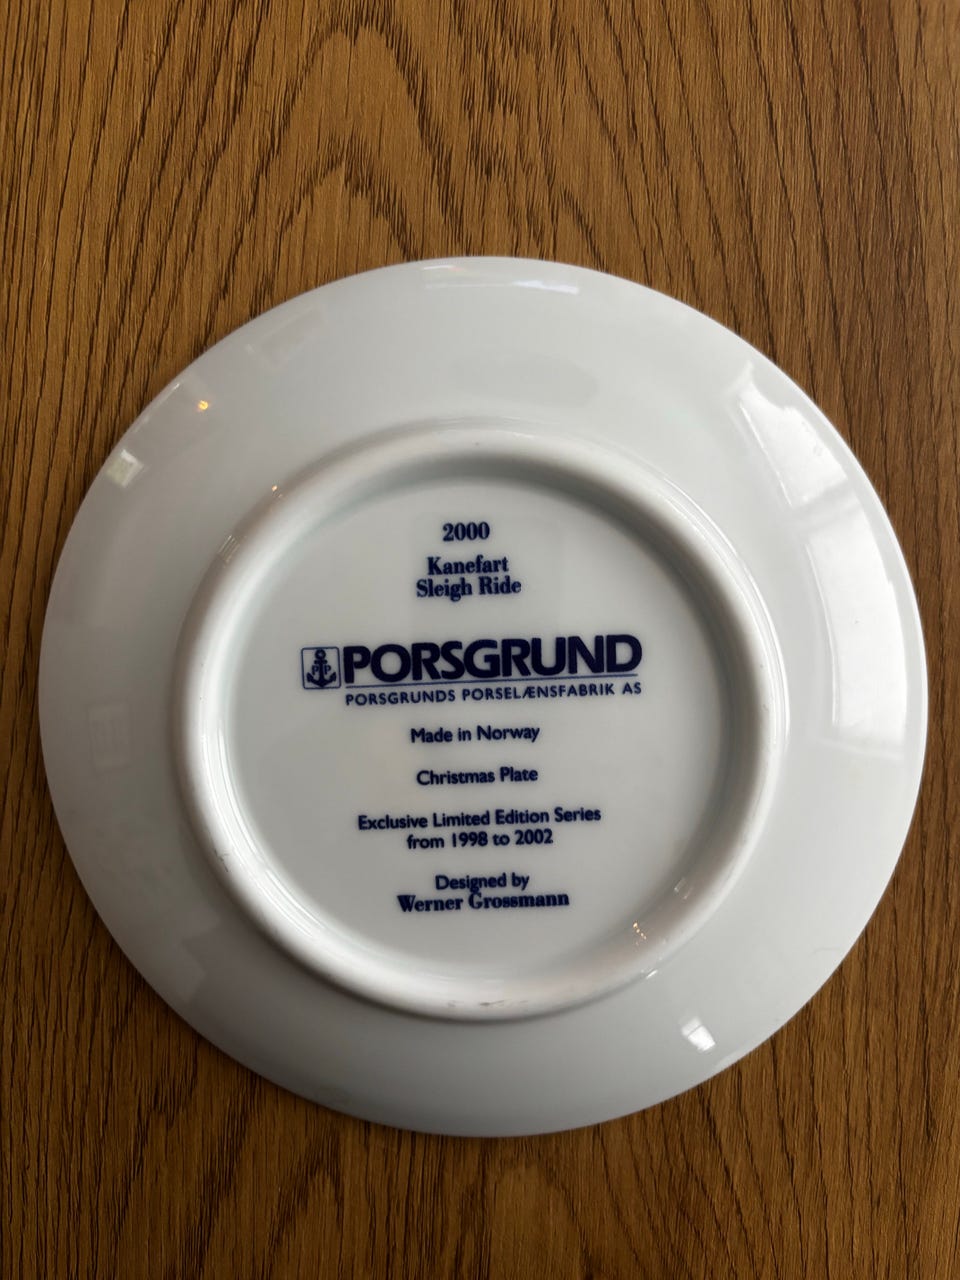 2000
Kanefart
Sleigh Ride
PP PORSGRUND
PORSGRUNDS PORSELÆNSFABRIK AS
Made in Norway
Christmas Plate
Exclusive Limited Edition Series
from 1998 to 2002
Designed by
Werner Grossmann